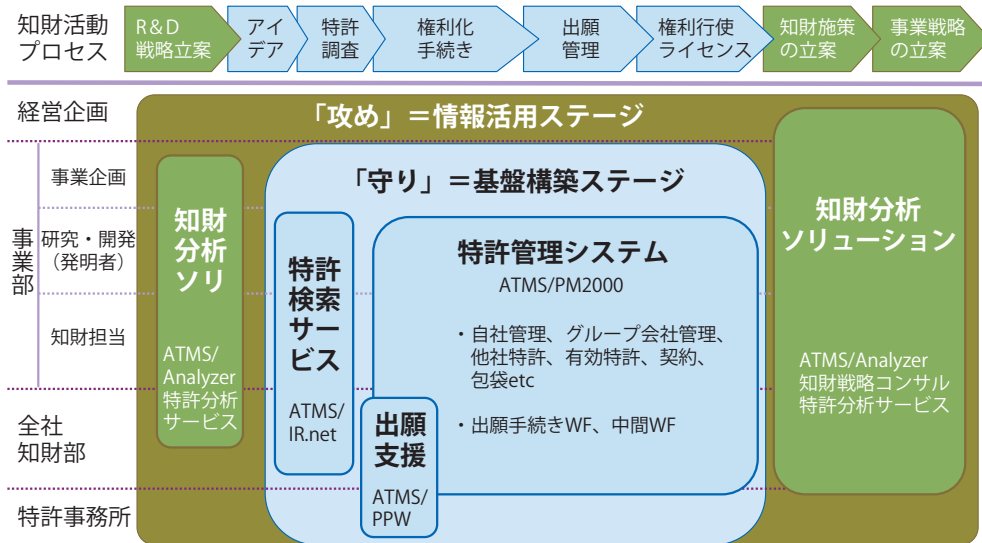 知財活動
プロセス
R&D
戦略立案
アイ
デア
特許
調査
権利化
手続き
出願
管理
権利行使
ライセンス
知財施策
の立案
事業戦略
の立案
経営企画
「攻め」＝情報活用ステージ
事業部
事業企画
研究・開発
（発明者）
知財担当
全社
知財部
特許事務所
知財
分析
ソリ
ATMS/
Analyzer
特許分析
サービス
「守り」＝基盤構築ステージ
特許
検索
サー
ビス
ATMS/
IR.net
特許管理システム
ATMS/PM2000
・自社管理、グループ会社管理、
他社特許、有効特許、契約、
包袋etc
・出願手続きWF、中間WF
出願
支援
ATMS/
PPW
知財分析
ソリューション
ATMS/Analyzer
知財戦略コンサル
特許分析サービス